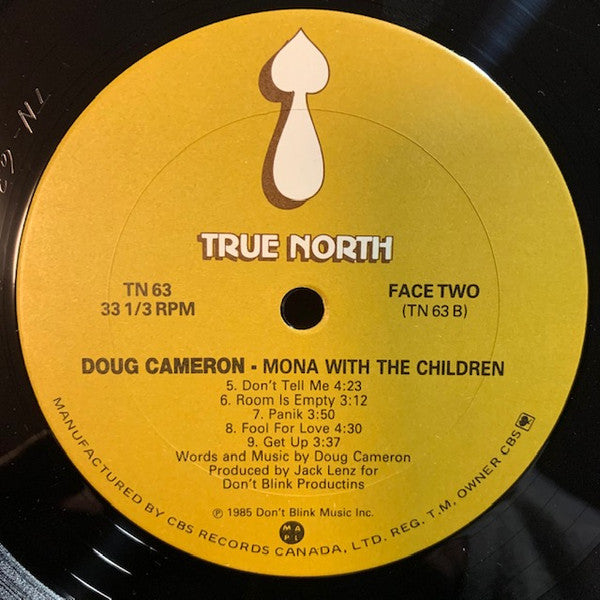 TRUE NORTH
TN 63
33 1/3 RPM
FACE TWO
(TN 63 B)
DOUG CAMERON - MONA WITH THE CHILDREN
5. Don't Tell Me 4:23
6. Room Is Empty 3:12
7. Panik 3:50
8. Fool For Love 4:30
9. Get Up 3:37
Words and Music by Doug Cameron
Produced by Jack Lenz for
Don't Blink Productins
℗ 1985 Don't Blink Music Inc.
M A
P L
MANUFACTURED BY CBS RECORDS CANADA, LTD. REG. T.M. OWNER CBS